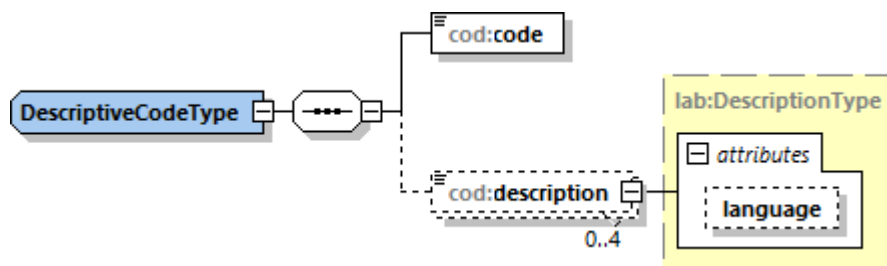 cod:code
DescriptiveCodeType
lab:DescriptionType
attributes
cod:description
language
0..4